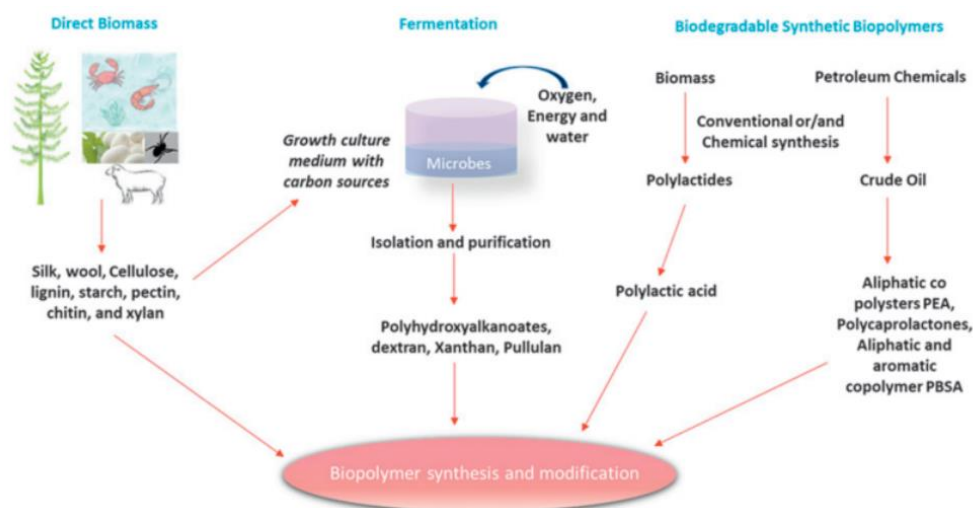 Direct Biomass
Fermentation
Biodegradable Synthetic Biopolymers
Growth culture
medium with
carbon sources
Microbes
Oxygen,
Energy and
water
Biomass
Petroleum Chemicals
Conventional or/and
Chemical synthesis
Polylactides
Crude Oil
Silk, wool, Cellulose,
lignin, starch, pectin,
chitin, and xylan
Isolation and purification
Polylactic acid
Aliphatic co
polysters PEA,
Polycaprolactones,
Aliphatic and
aromatic
copolymer PBSA
Polyhydroxyalkanoates,
dextran, Xanthan, Pullulan
Biopolymer synthesis and modification